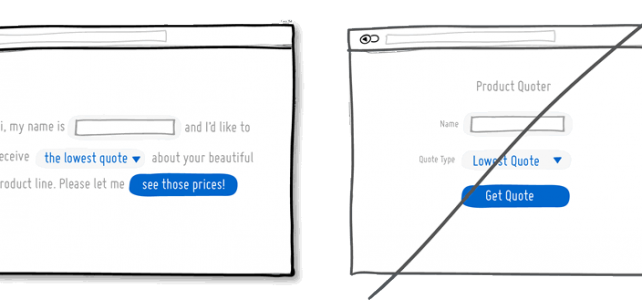 i, my name is and I'd like to
eceive the lowest quote about your beautiful
roduct line. Please let me see those prices!
Product Quoter
Name
Quote Type Lowest Quote
Get Quote